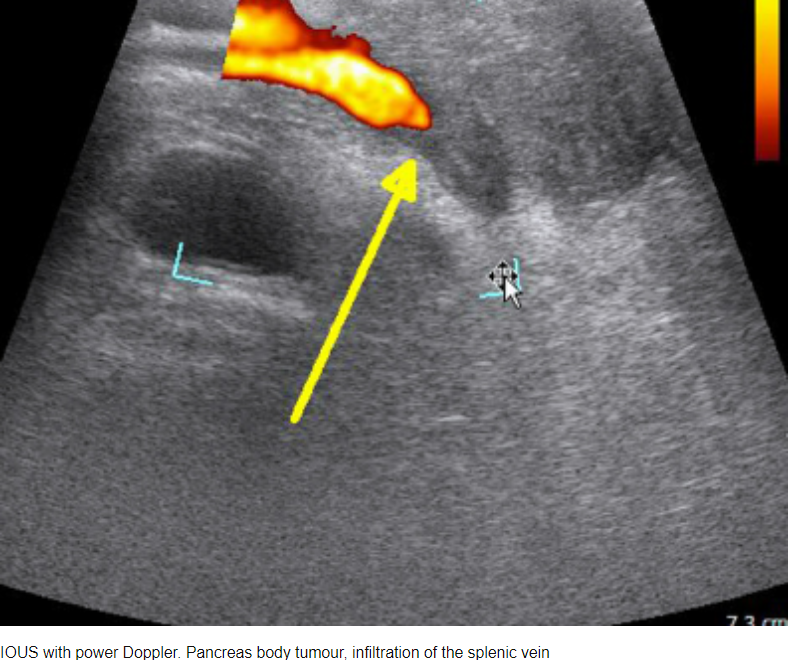 7.3 cm
IOUS with power Doppler. Pancreas body tumour, infiltration of the splenic vein